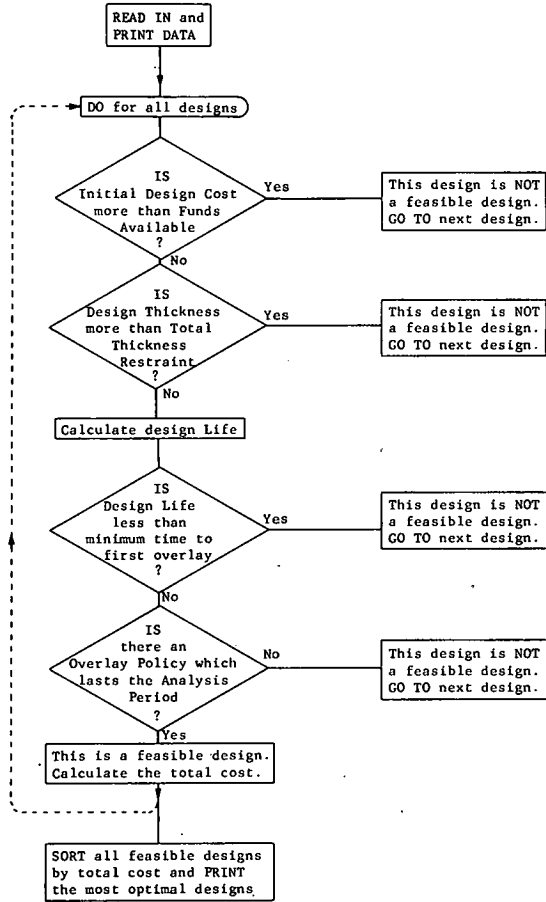 READ IN and
PRINT DATA
DO for all designs
IS
Initial Design Cost
more than Funds
Available
?
Yes
This design is NOT
a feasible design.
GO TO next design.
No
IS
Design Thickness
more than Total
Thickness
Restraint
?
Yes
This design is NOT
a feasible design.
GO TO next design.
No
Calculate design Life
IS
Design Life
less than
minimum time to
first overlay
?
Yes
This design is NOT
a feasible design.
GO TO next design.
No
IS
there an
Overlay Policy which
lasts the Analysis
Period
?
No
This design is NOT
a feasible design.
GO TO next design.
Yes
This is a feasible design.
Calculate the total cost.
SORT all feasible designs
by total cost and PRINT
the most optimal designs